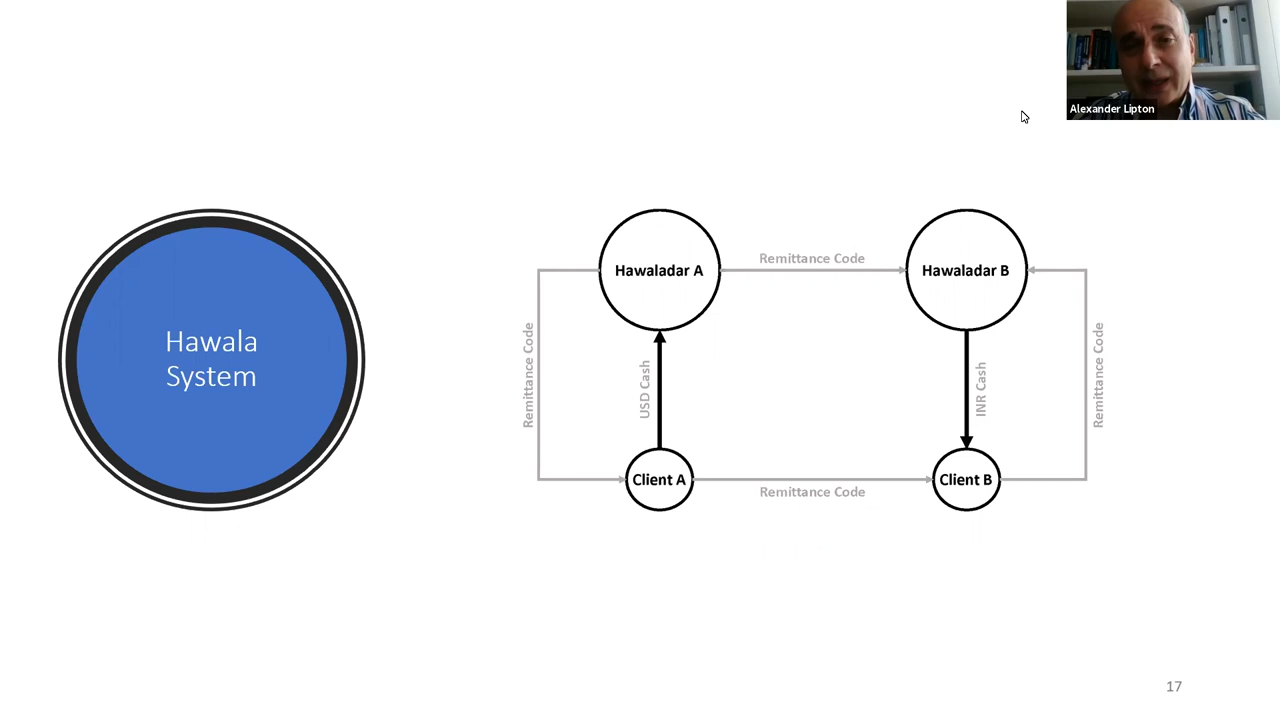 Alexander Lipton
Hawala
System
Hawaladar A
Remittance Code
Hawaladar B
Remittance Code
USD Cash
INR Cash
Remittance Code
Client A
Remittance Code
Client B
17